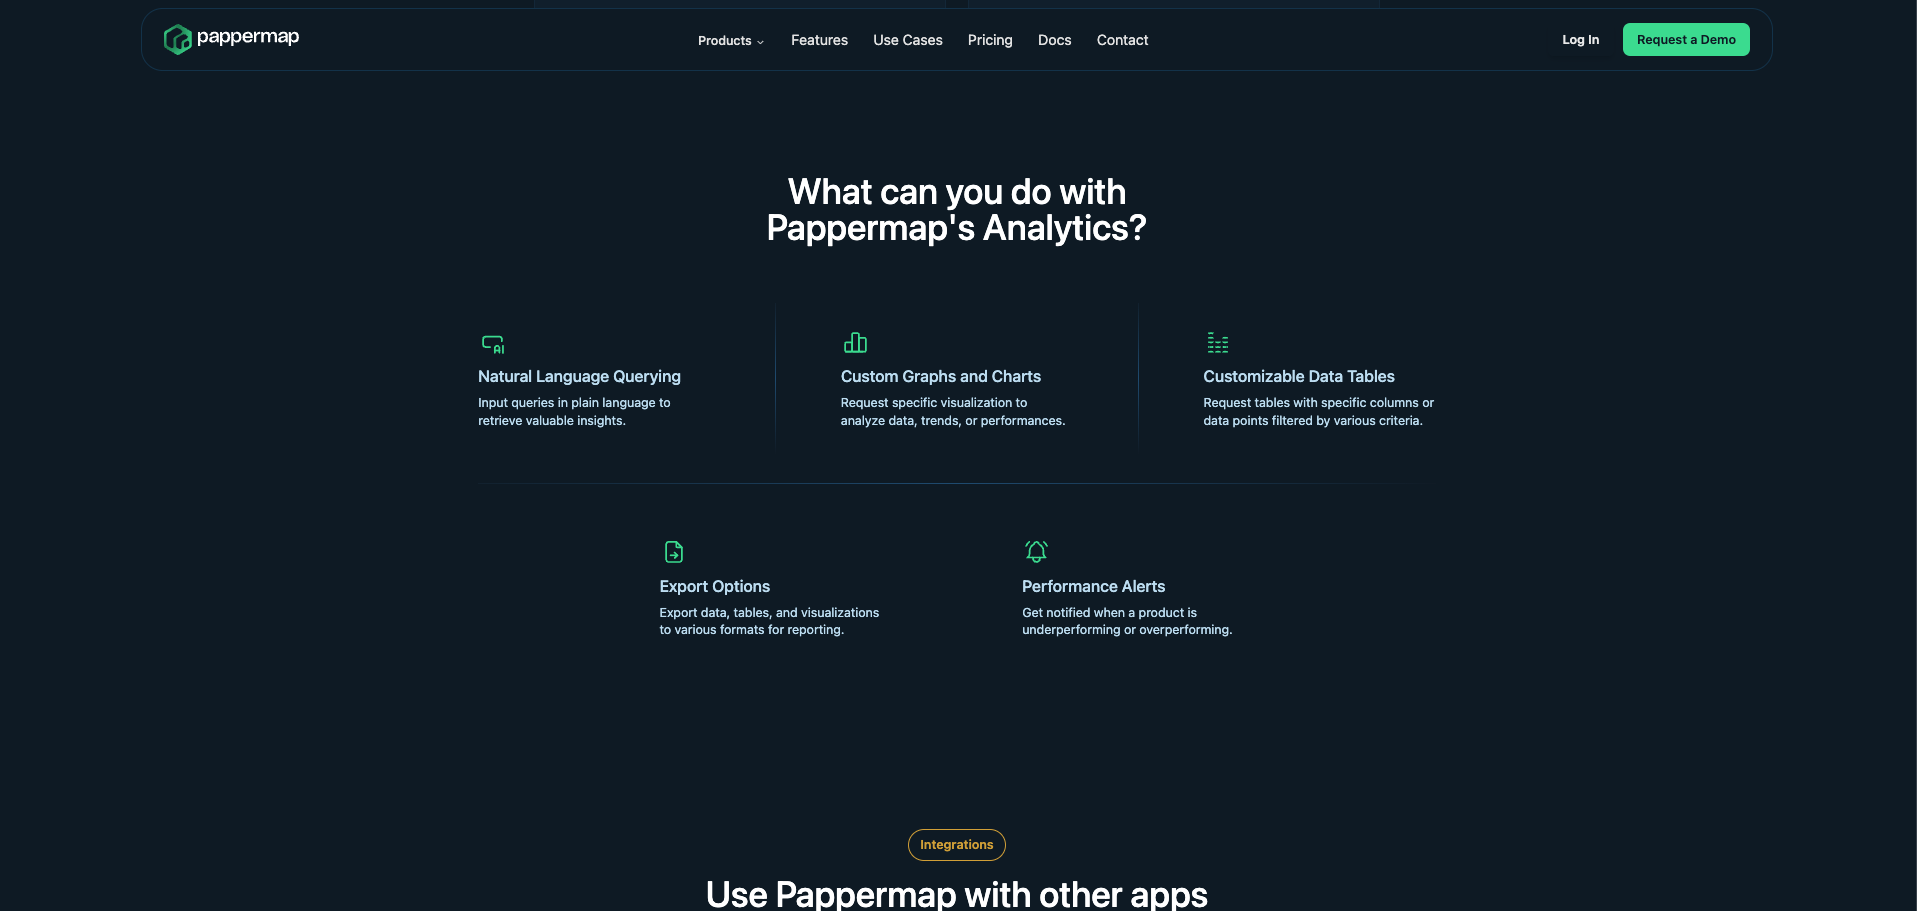 pappermap
Products
Features
Use Cases
Pricing
Docs
Contact
Log In
Request a Demo
What can you do with
Pappermap's Analytics?
AI
Natural Language Querying
Input queries in plain language to
retrieve valuable insights.
Custom Graphs and Charts
Request specific visualization to
analyze data, trends, or performances.
Customizable Data Tables
Request tables with specific columns or
data points filtered by various criteria.
Export Options
Export data, tables, and visualizations
to various formats for reporting.
Performance Alerts
Get notified when a product is
underperforming or overperforming.
Integrations
Use Pappermap with other apps